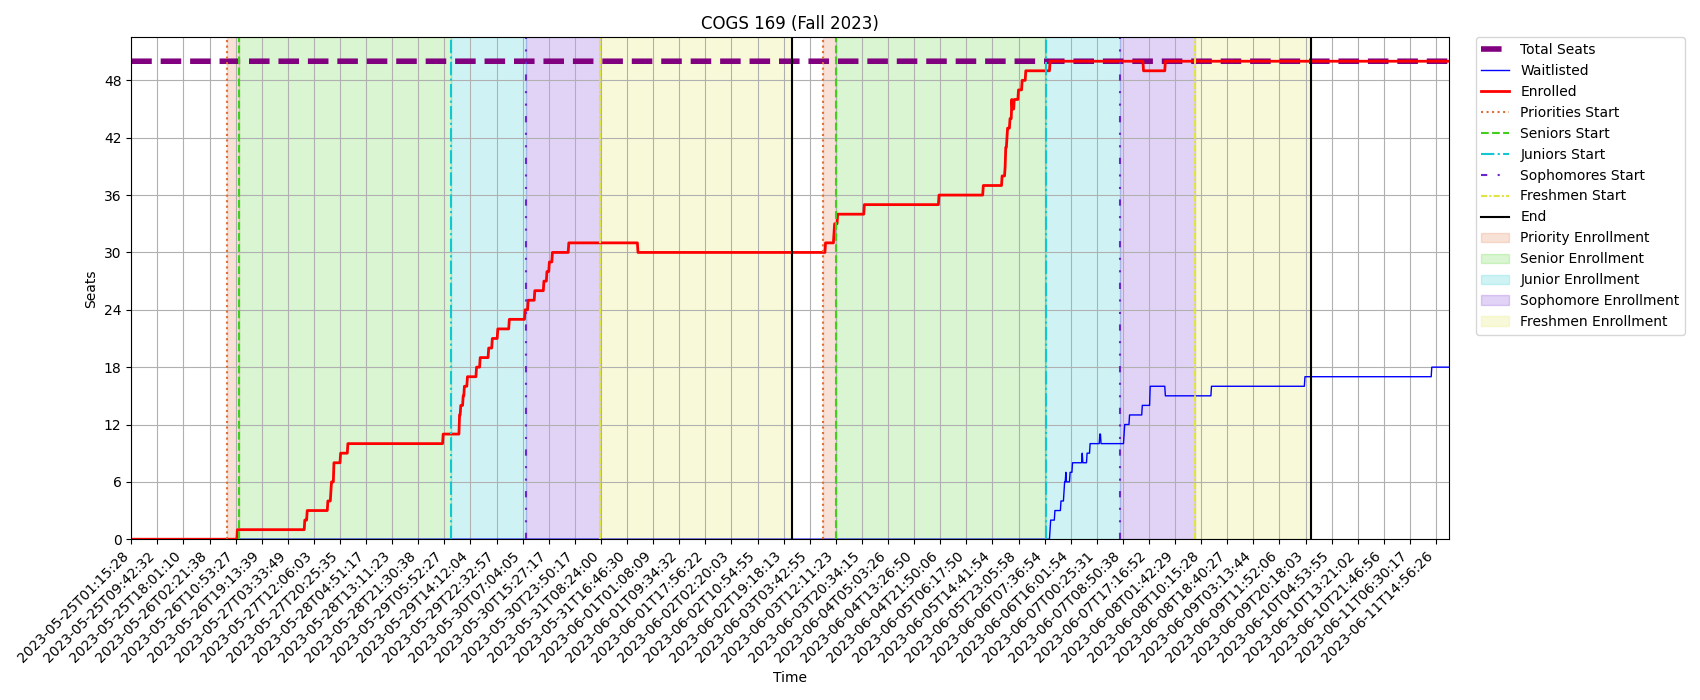 COGS 169 (Fall 2023)
Seats
48
42
36
30
24
18
12
6
0
2023-05-25T01:15:28
2023-05-25T09:42:32
2023-05-25T18:01:10
2023-05-26T02:21:38
2023-05-26T10:53:27
2023-05-26T19:13:39
2023-05-27T03:33:49
2023-05-27T12:06:03
2023-05-27T20:25:35
2023-05-28T04:51:17
2023-05-28T13:11:23
2023-05-28T21:30:38
2023-05-29T05:52:27
2023-05-29T14:12:04
2023-05-29T22:32:57
2023-05-30T07:04:05
2023-05-30T15:27:17
2023-05-30T23:50:17
2023-05-31T08:24:00
2023-05-31T16:46:30
2023-06-01T01:08:09
2023-06-01T09:34:32
2023-06-01T17:56:22
2023-06-02T02:20:03
2023-06-02T10:54:55
2023-06-02T19:18:13
2023-06-03T03:42:55
2023-06-03T12:11:23
2023-06-03T20:34:15
2023-06-04T05:03:26
2023-06-04T13:26:50
2023-06-04T21:50:06
2023-06-05T06:17:50
2023-06-05T14:41:54
2023-06-05T23:05:58
2023-06-06T07:36:54
2023-06-06T16:01:54
2023-06-07T00:25:31
2023-06-07T08:50:38
2023-06-07T17:16:52
2023-06-08T01:42:29
2023-06-08T10:15:28
2023-06-08T18:40:27
2023-06-09T03:13:44
2023-06-09T11:52:06
2023-06-09T20:18:03
2023-06-10T04:53:55
2023-06-10T13:21:02
2023-06-10T21:46:56
2023-06-11T06:30:17
2023-06-11T14:56:26
Time
Total Seats
Waitlisted
Enrolled
Priorities Start
Seniors Start
Juniors Start
Sophomores Start
Freshmen Start
End
Priority Enrollment
Senior Enrollment
Junior Enrollment
Sophomore Enrollment
Freshmen Enrollment